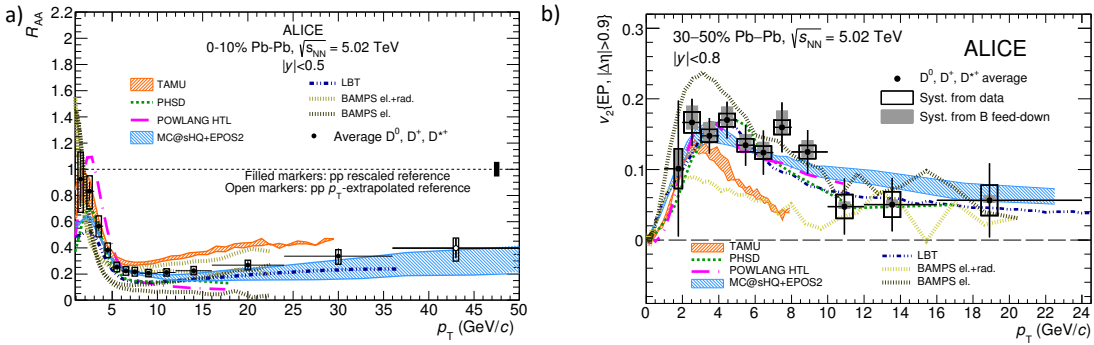 a)
R_AA
2.2
2
1.8
1.6
1.4
1.2
1
0.8
0.6
0.4
0.2
0
ALICE
0-10% Pb-Pb, √s_NN = 5.02 TeV
|y|<0.5
TAMU
PHSD
POWLANG HTL
MC@sHQ+EPOS2
LBT
BAMPS el.+rad.
BAMPS el.
Average D⁰, D⁺, D*⁺
Filled markers: pp rescaled reference
Open markers: pp p_T-extrapolated reference
5 10 15 20 25 30 35 40 45 50
p_T (GeV/c)
b)
v₂{EP, |Δη|>0.9}
0.3
0.2
0.1
0
30–50% Pb–Pb, √s_NN = 5.02 TeV
|y|<0.8
ALICE
D⁰, D⁺, D*⁺ average
Syst. from data
Syst. from B feed-down
TAMU
PHSD
POWLANG HTL
MC@sHQ+EPOS2
LBT
BAMPS el.+rad.
BAMPS el.
0 2 4 6 8 10 12 14 16 18 20 22 24
p_T (GeV/c)